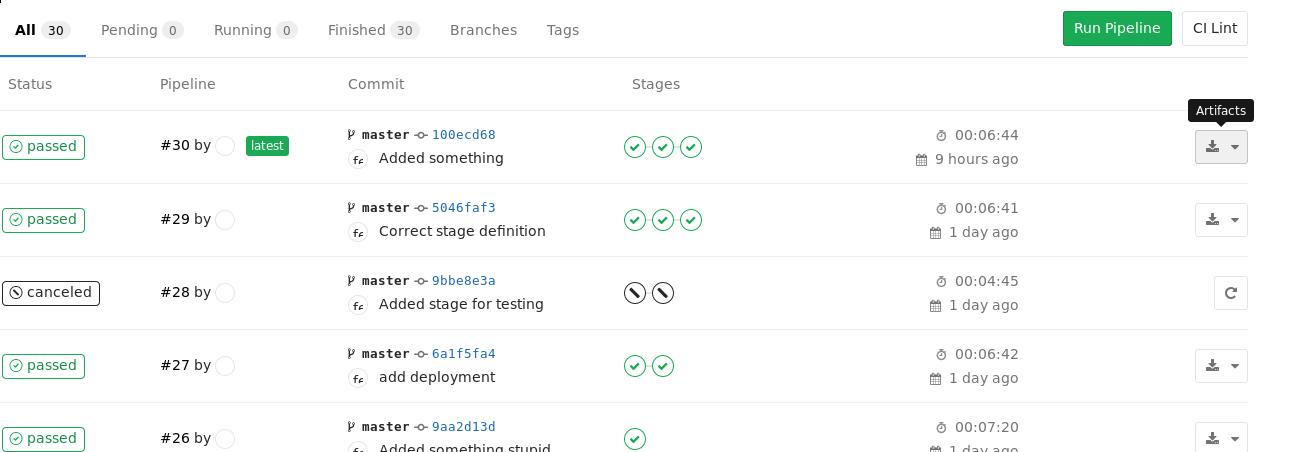 All 30 Pending 0 Running 0 Finished 30 Branches Tags Run Pipeline CI Lint
Status Pipeline Commit Stages
Artifacts
passed #30 by latest master 100ecd68 00:06:44
Added something 9 hours ago
passed #29 by master 5046faf3 00:06:41
Correct stage definition 1 day ago
canceled #28 by master 9bbe8e3a 00:04:45
Added stage for testing 1 day ago
passed #27 by master 6a1f5fa4 00:06:42
add deployment 1 day ago
passed #26 by master 9aa2d13d 00:07:20
Added something stupid 1 day ago